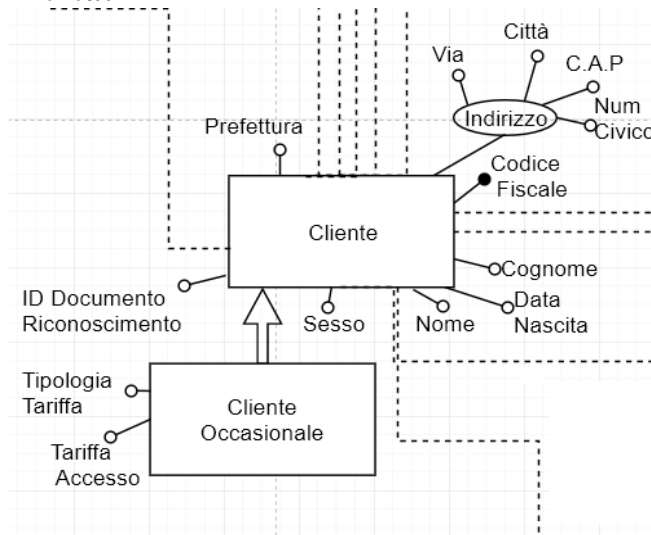 Città
Via
C.A.P
Indirizzo
Num
Civico
Prefettura
Codice
Fiscale
Cliente
Cognome
ID Documento
Riconoscimento
Sesso
Nome
Data
Nascita
Tipologia
Tariffa
Cliente
Occasionale
Tariffa
Accesso